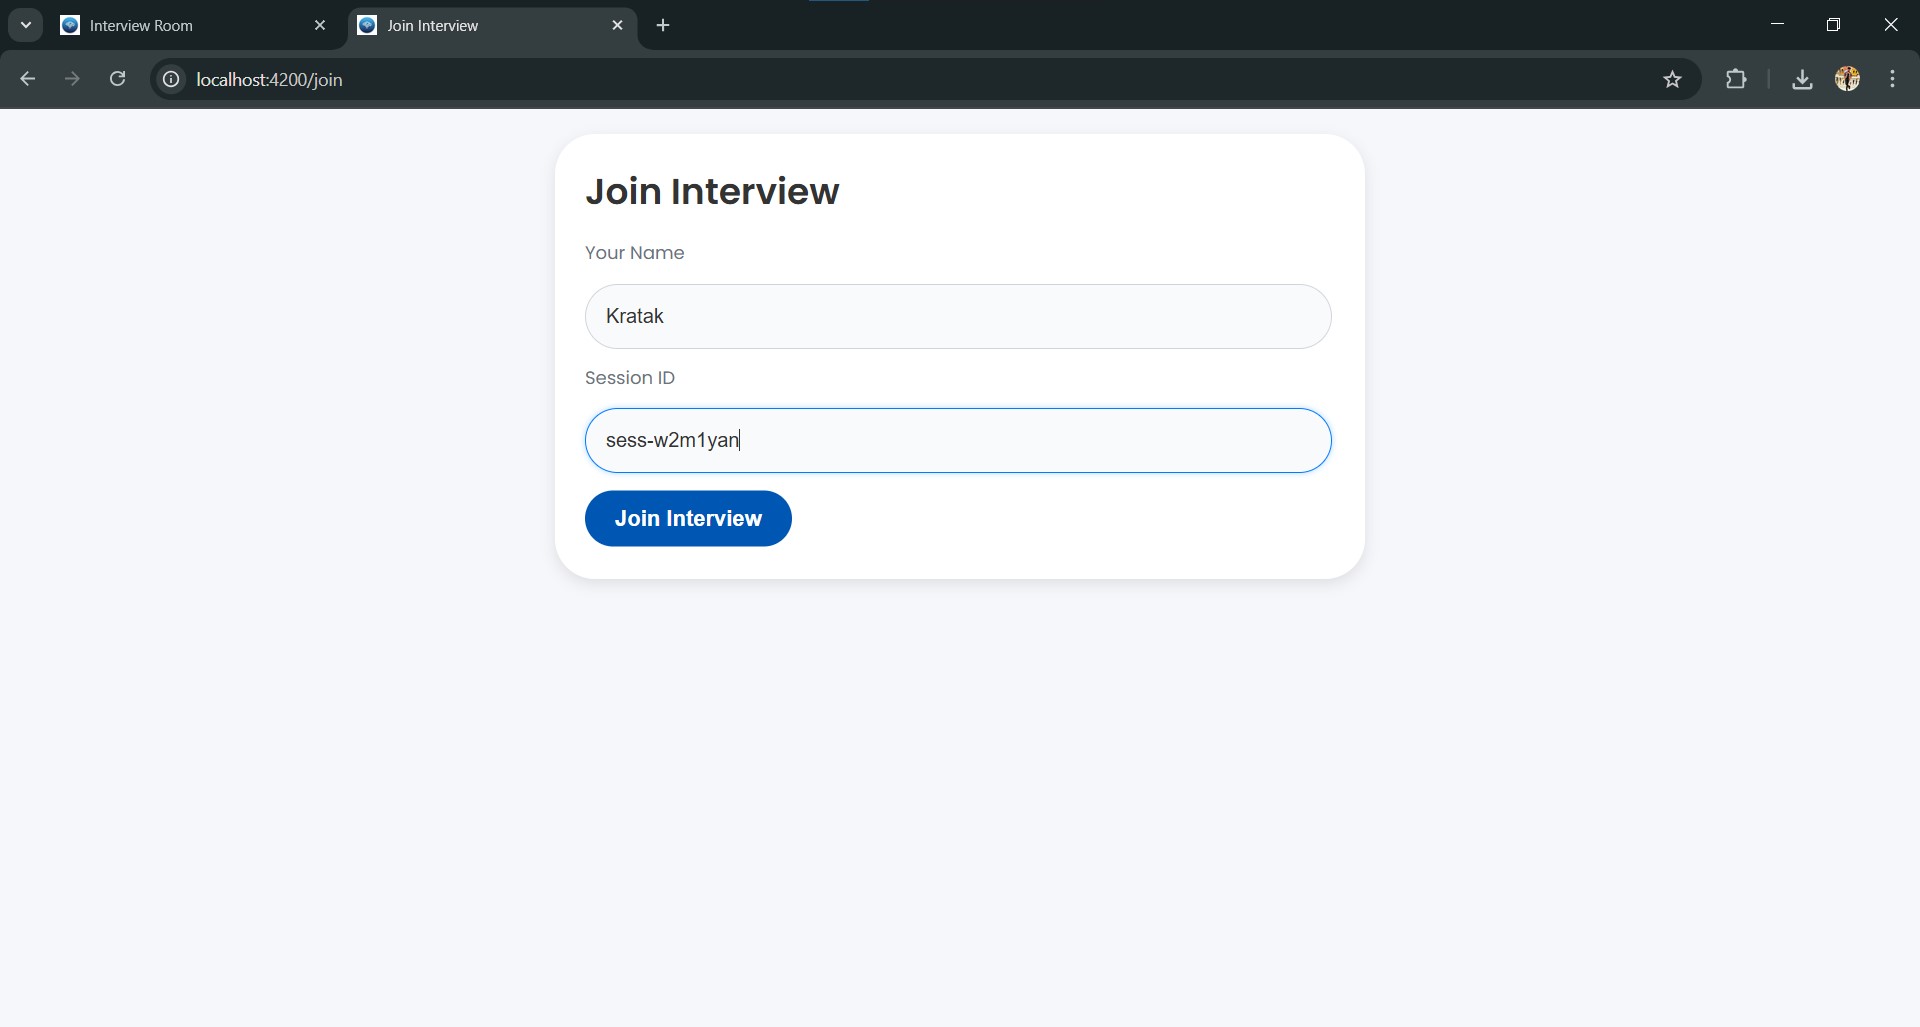 Interview Room
Join Interview
localhost:4200/join
Join Interview
Your Name
Kratak
Session ID
sess-w2m1yan
Join Interview